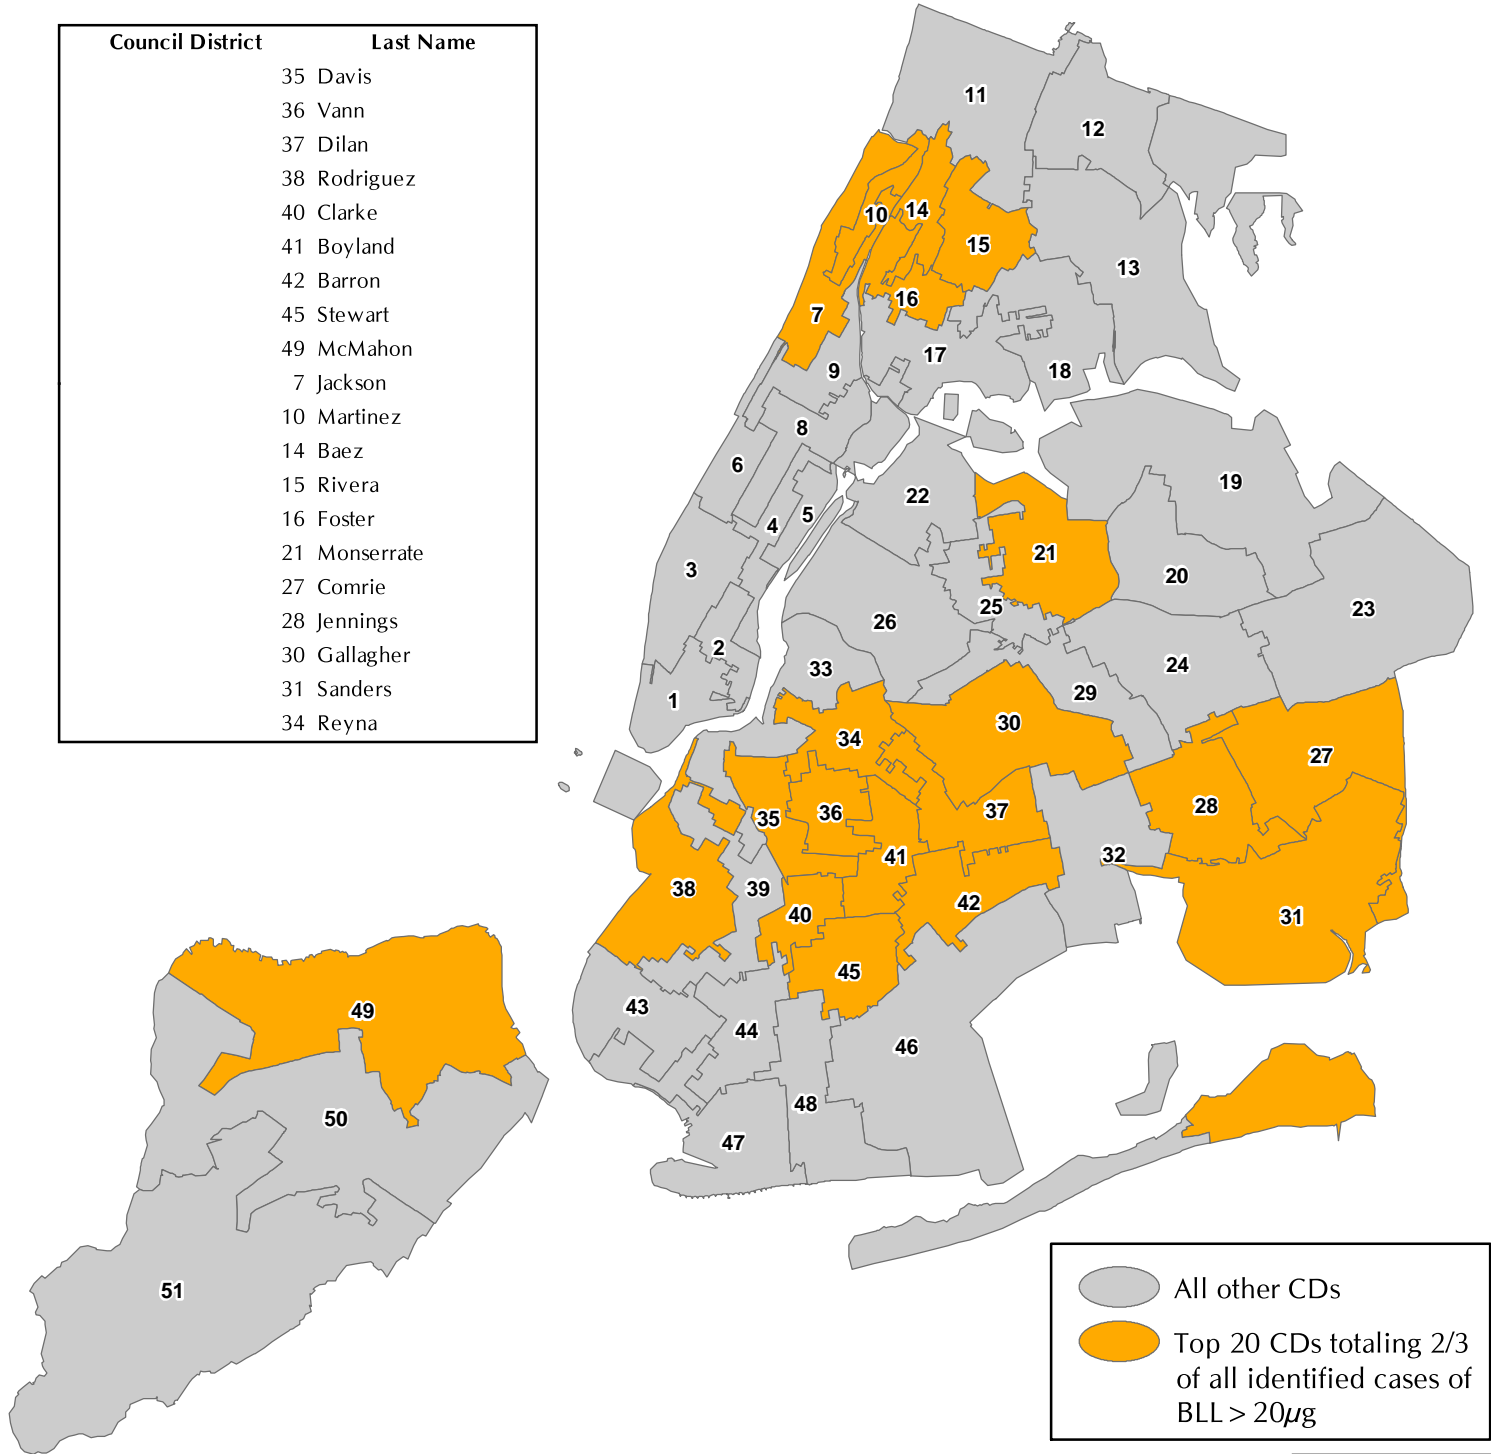 Council District Last Name
35 Davis
36 Vann
37 Dilan
38 Rodriguez
40 Clarke
41 Boyland
42 Barron
45 Stewart
49 McMahon
7 Jackson
10 Martinez
14 Baez
15 Rivera
16 Foster
21 Monserrate
27 Comrie
28 Jennings
30 Gallagher
31 Sanders
34 Reyna
11
12
10
14
15
13
16
7
17
9
18
8
6
19
22
5
4
21
3
20
25
23
26
2
24
33
29
1
30
34
27
28
36
37
35
41
32
38
39
42
40
31
45
43
49
44
46
48
50
47
51
All other CDs
Top 20 CDs totaling 2/3
of all identified cases of
BLL > 20µg